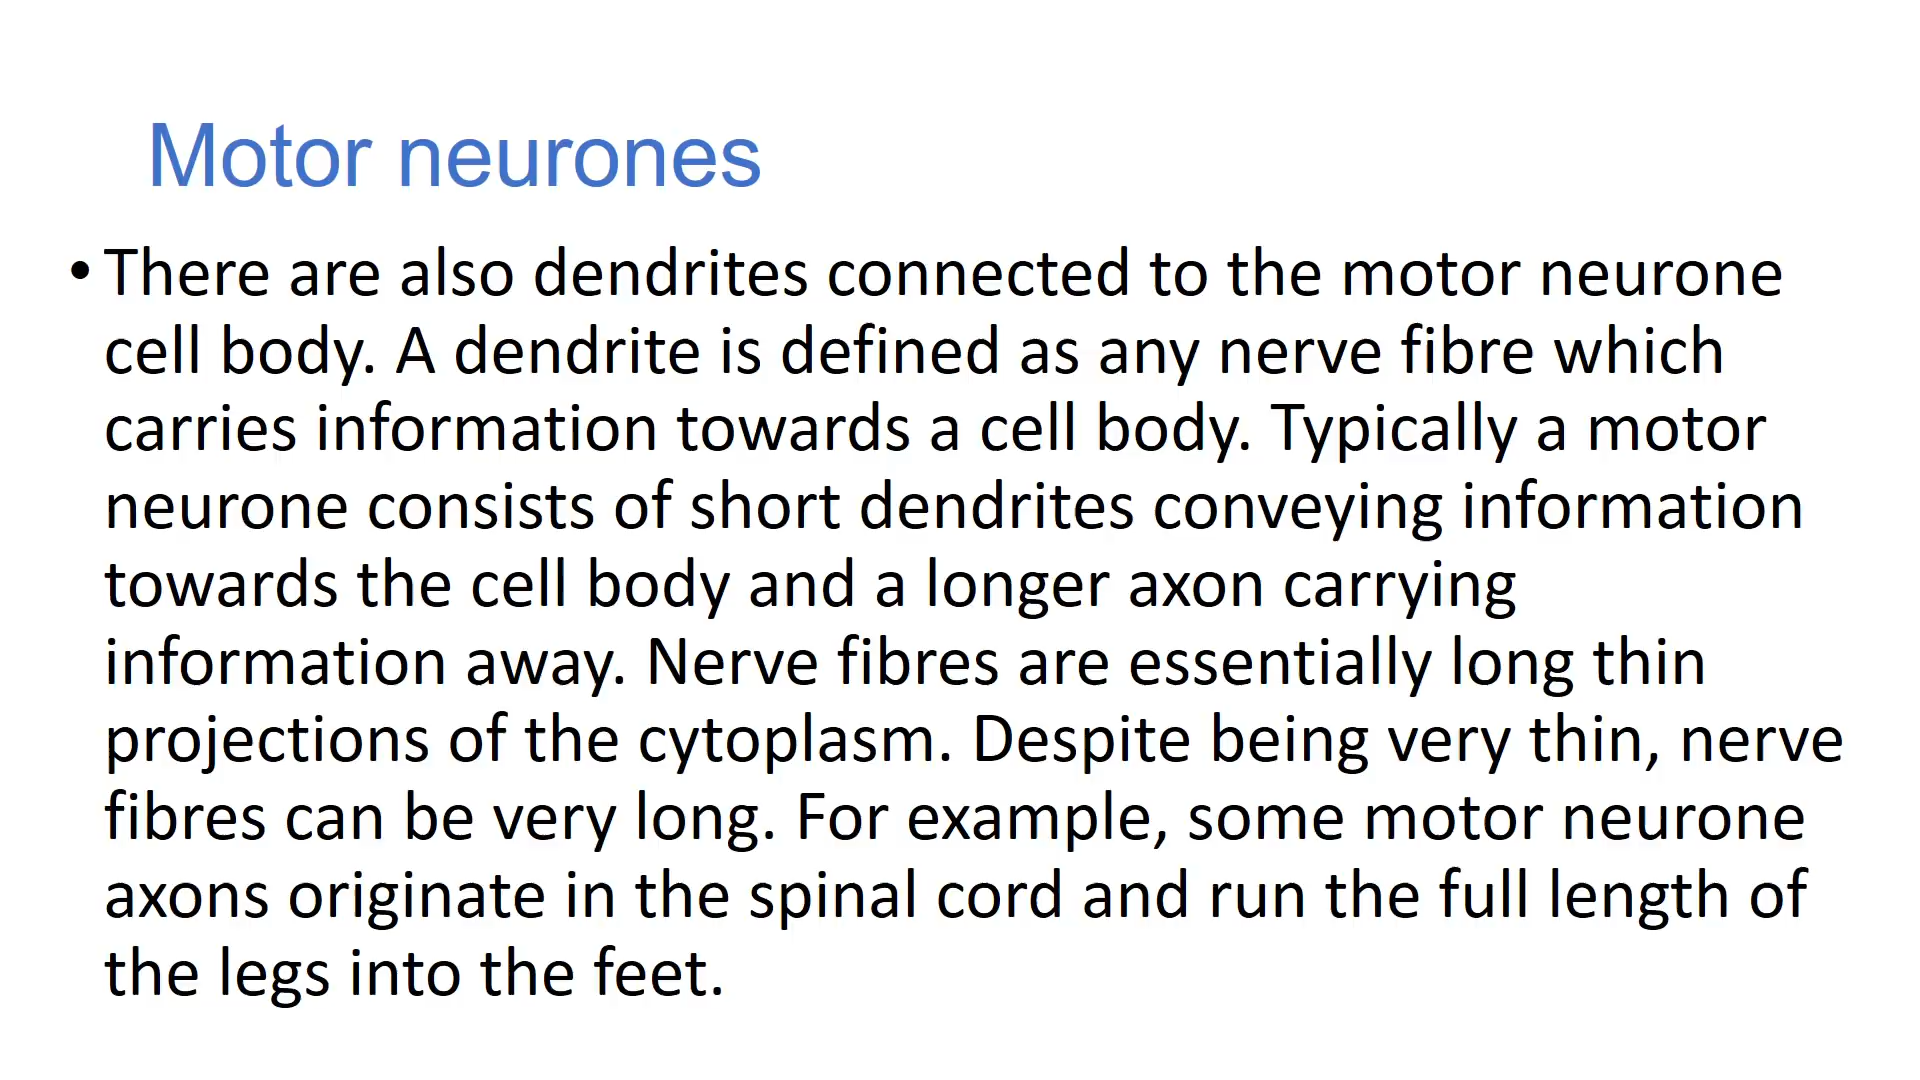 Motor neurones
• There are also dendrites connected to the motor neurone
cell body. A dendrite is defined as any nerve fibre which
carries information towards a cell body. Typically a motor
neurone consists of short dendrites conveying information
towards the cell body and a longer axon carrying
information away. Nerve fibres are essentially long thin
projections of the cytoplasm. Despite being very thin, nerve
fibres can be very long. For example, some motor neurone
axons originate in the spinal cord and run the full length of
the legs into the feet.